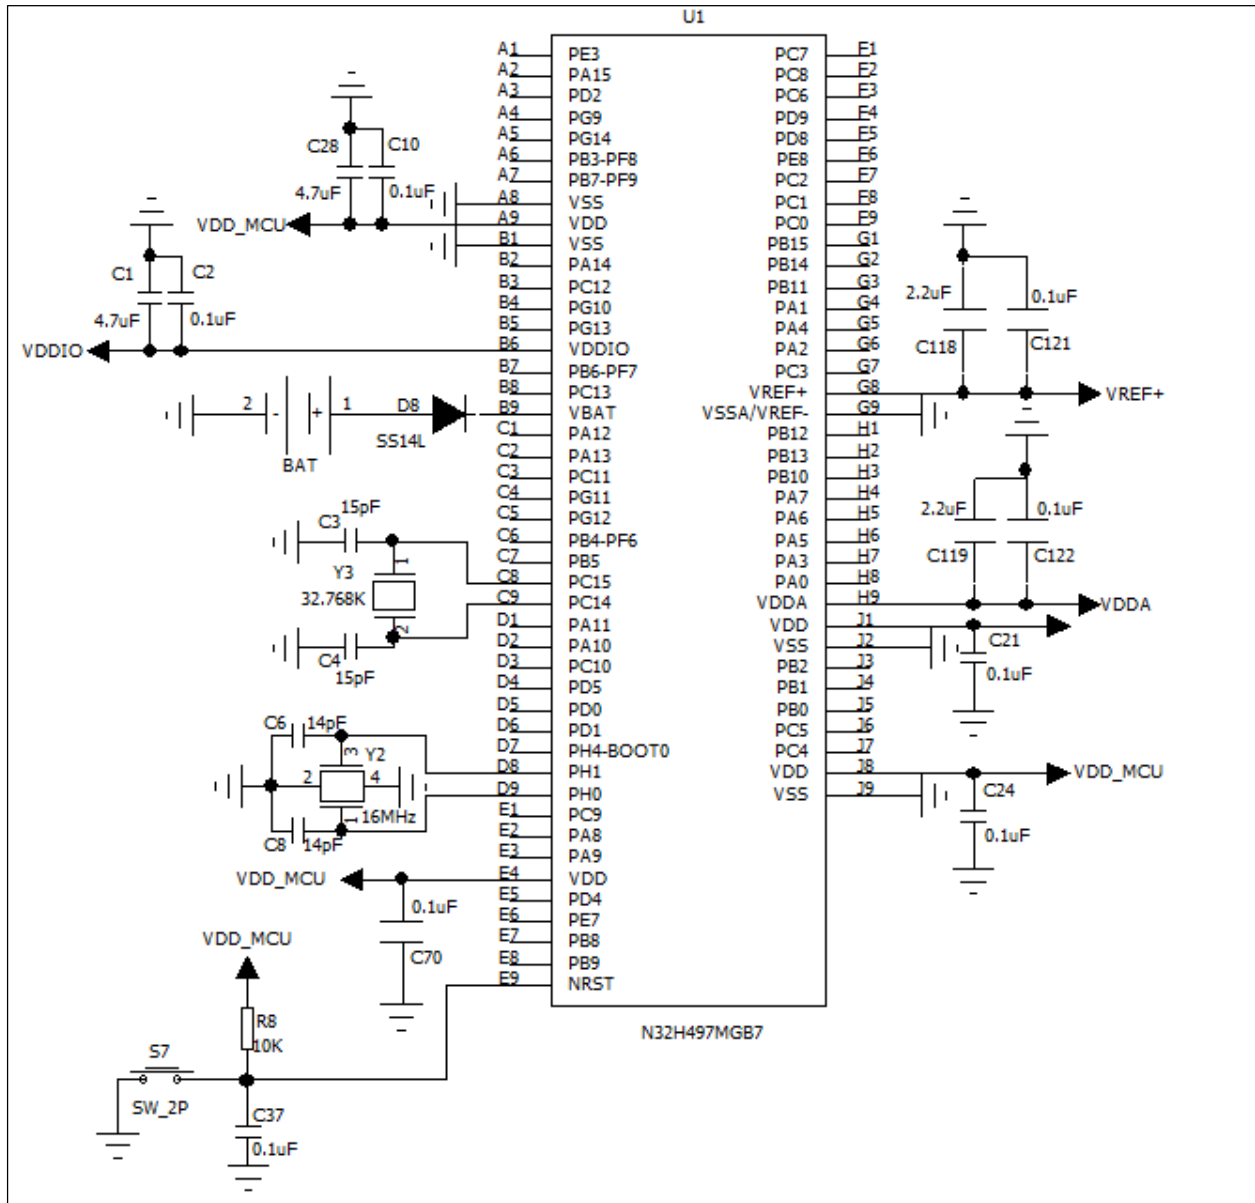 U1
A1 PE3 PC7 F1
A2 PA15 PC8 F2
A3 PD2 PC6 F3
A4 PG9 PD9 F4
A5 PG14 PD8 F5
A6 PB3-PF8 PE8 F6
A7 PB7-PF9 PC2 F7
A8 VSS PC1 F8
A9 VDD PC0 F9
B1 VSS PB15 G1
B2 PA14 PB14 G2
B3 PC12 PB11 G3
B4 PG10 PA1 G4
B5 PG13 PA4 G5
B6 VDDIO PA2 G6
B7 PB6-PF7 PC3 G7
B8 PC13 VREF+ G8
B9 VBAT VSSA/VREF- G9
C1 PA12 PB12 H1
C2 PA13 PB13 H2
C3 PC11 PB10 H3
C4 PG11 PA7 H4
C5 PG12 PA6 H5
C6 PB4-PF6 PA5 H6
C7 PB5 PA3 H7
C8 PC15 PA0 H8
C9 PC14 VDDA H9
D1 PA11 VDD J1
D2 PA10 VSS J2
D3 PC10 PB2 J3
D4 PD5 PB1 J4
D5 PD0 PB0 J5
D6 PD1 PC5 J6
D7 PH4-BOOT0 PC4 J7
D8 PH1 VDD J8
D9 PH0 VSS J9
E1 PC9
E2 PA8
E3 PA9
E4 VDD
E5 PD4
E6 PE7
E7 PB8
E8 PB9
E9 NRST
N32H497MGB7
C28 C10
4.7uF 0.1uF
VDD_MCU
C1 C2
4.7uF 0.1uF
VDDIO
2 - + 1 D8
SS14L
BAT
15pF
C3
1
Y3
32.768K
2
C4
15pF
C6 14pF
3 Y2
2 4
1 16MHz
C8 14pF
VDD_MCU
0.1uF
C70
VDD_MCU
R8
10K
S7
SW_2P
C37
0.1uF
2.2uF 0.1uF
C118 C121
VREF+
2.2uF 0.1uF
C119 C122
VDDA
C21
0.1uF
VDD_MCU
C24
0.1uF